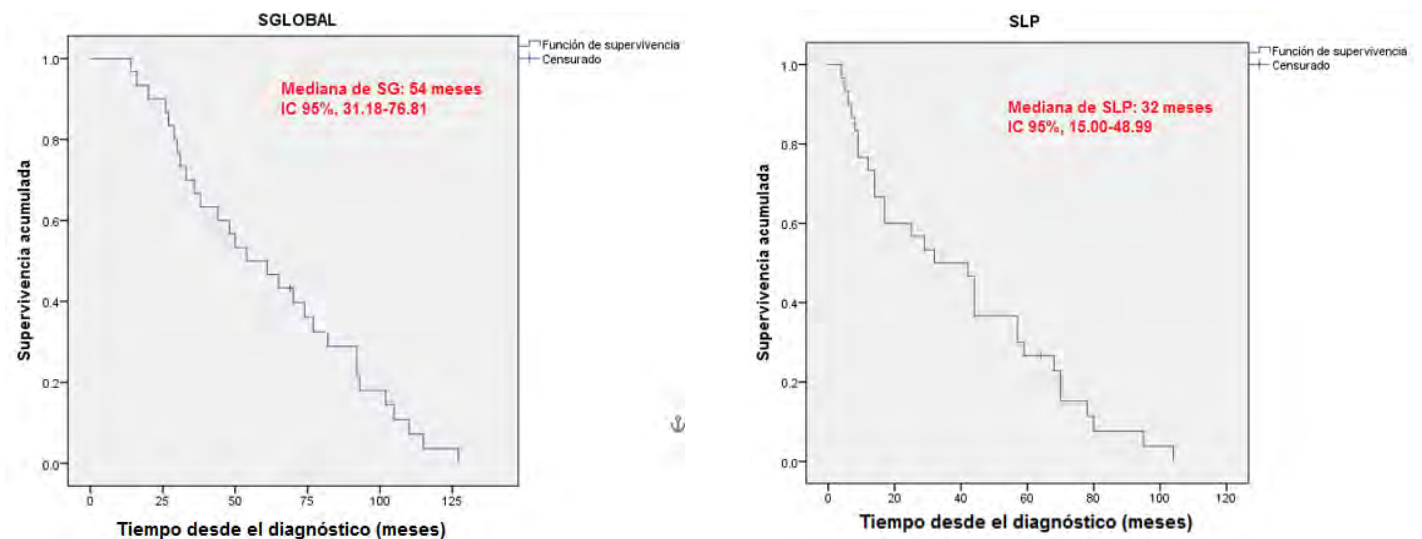 SGLOBAL
Función de supervivencia
Censurado
Mediana de SG: 54 meses
IC 95%, 31.18-76.81
Supervivencia acumulada
1.0
0.8
0.6
0.4
0.2
0.0
0
25
50
75
100
125
Tiempo desde el diagnóstico (meses)
SLP
Función de supervivencia
Censurado
Mediana de SLP: 32 meses
IC 95%, 15.00-48.99
Supervivencia acumulada
1.0
0.8
0.6
0.4
0.2
0.0
0
20
40
60
80
100
120
Tiempo desde el diagnóstico (meses)